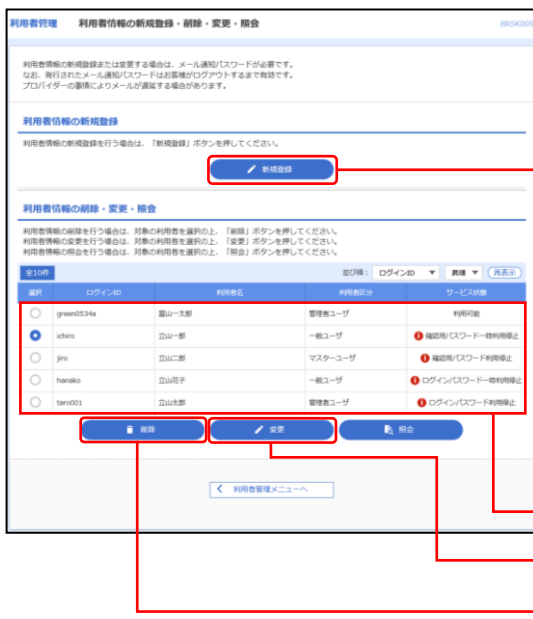 利用者管理 利用者情報の新規登録・削除・変更・照会 BRSK005
利用者情報の新規登録または変更する場合は、メール通知パスワードが必要です。
なお、発行されたメール通知パスワードはお客様がログアウトするまで有効です。
プロバイダーの事情によりメールが遅延する場合があります。
利用者情報の新規登録
利用者情報の新規登録を行う場合は、「新規登録」ボタンを押してください。
新規登録
利用者情報の削除・変更・照会
利用者情報の削除を行う場合は、対象の利用者を選択の上、「削除」ボタンを押してください。
利用者情報の変更を行う場合は、対象の利用者を選択の上、「変更」ボタンを押してください。
利用者情報の照会を行う場合は、対象の利用者を選択の上、「照会」ボタンを押してください。
全10件 並び順: ログインID ▼ 昇順 ▼ 再表示
選択 ログインID 利用者名 利用者区分 サービス状態
green0534a 富山一太郎 管理者ユーザ 利用可能
ichiro 立山一郎 一般ユーザ 確認用パスワード一時利用停止
jiro 立山二郎 マスターユーザ 確認用パスワード利用停止
hanako 立山花子 一般ユーザ ログインパスワード一時利用停止
taro001 立山太郎 管理者ユーザ ログインパスワード利用停止
削除 変更 照会
利用者管理メニューへ